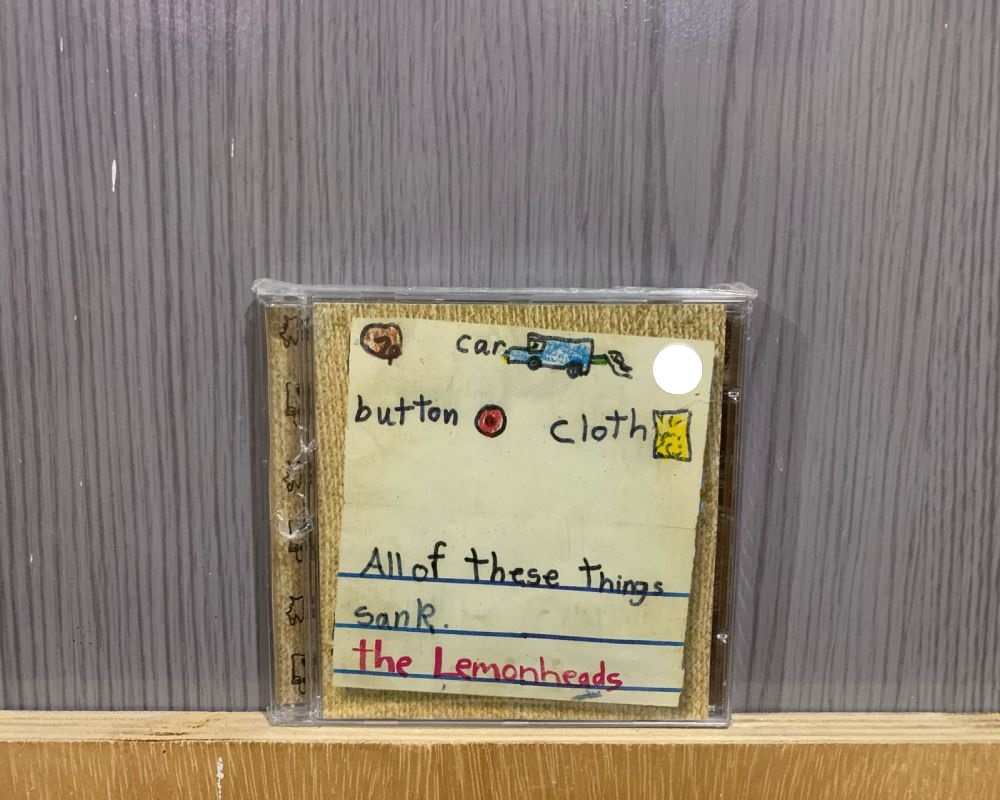 car
button cloth
All of these things
sank.
the Lemonheads